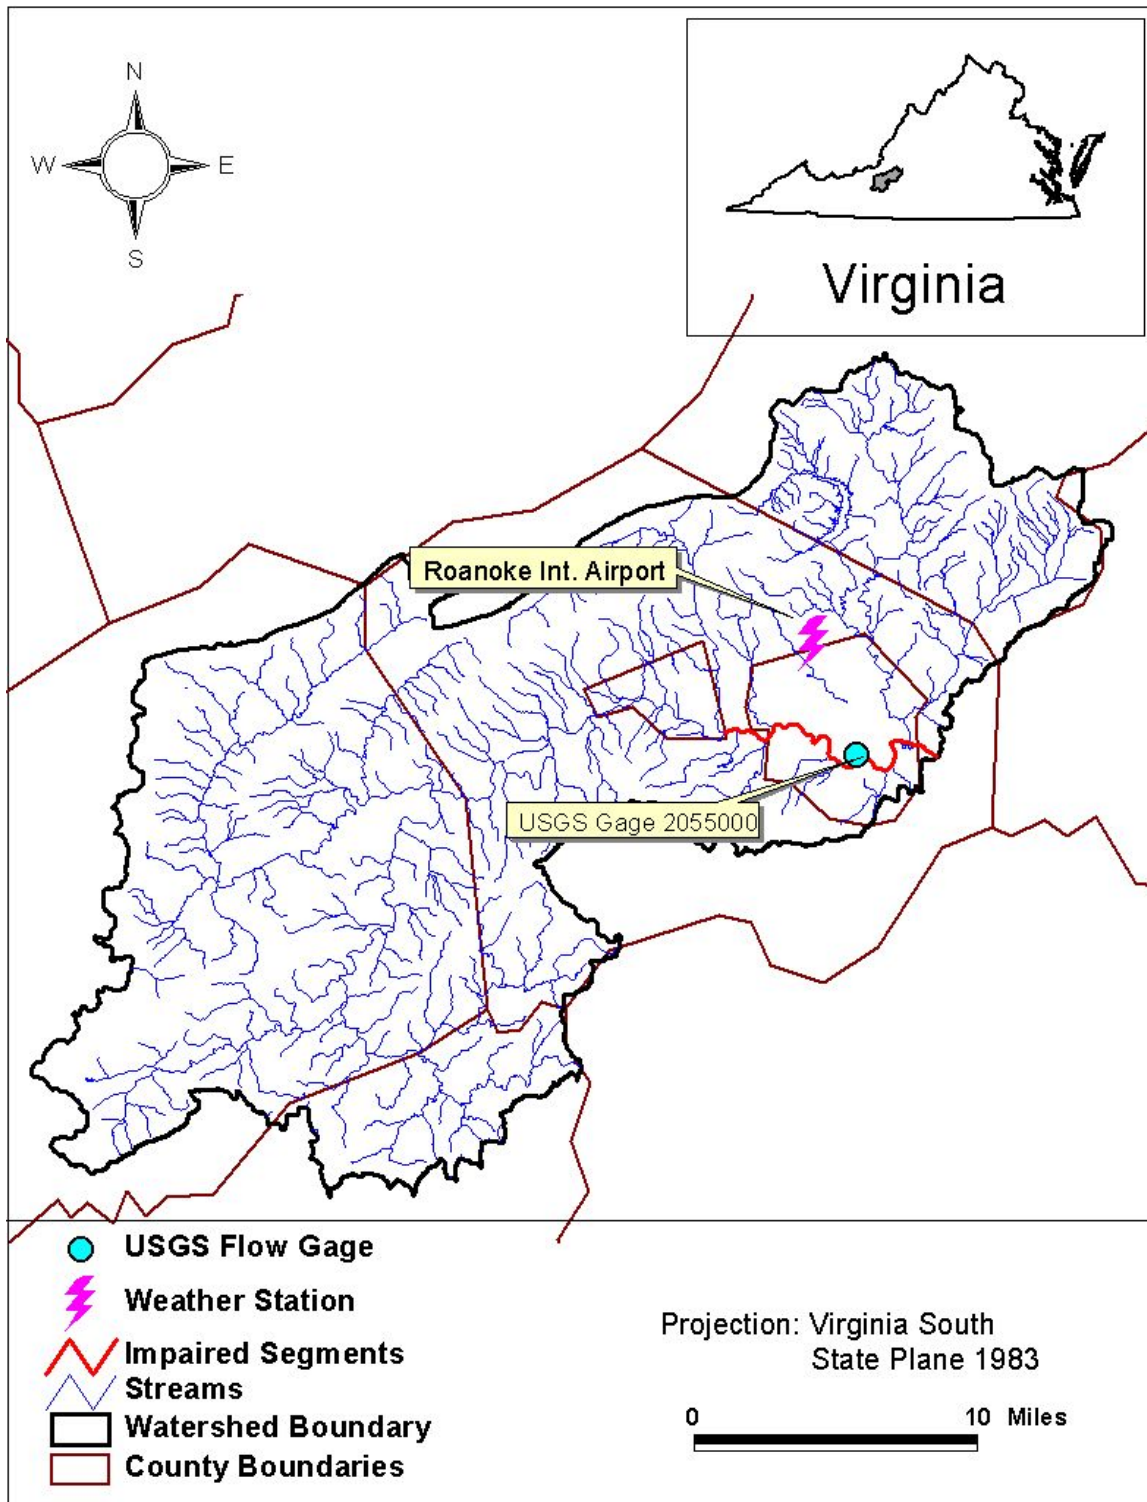 N
W
E
S
Virginia
Roanoke Int. Airport
USGS Gage 2055000
USGS Flow Gage
Weather Station
Impaired Segments
Streams
Watershed Boundary
County Boundaries
Projection: Virginia South
State Plane 1983
0 10 Miles